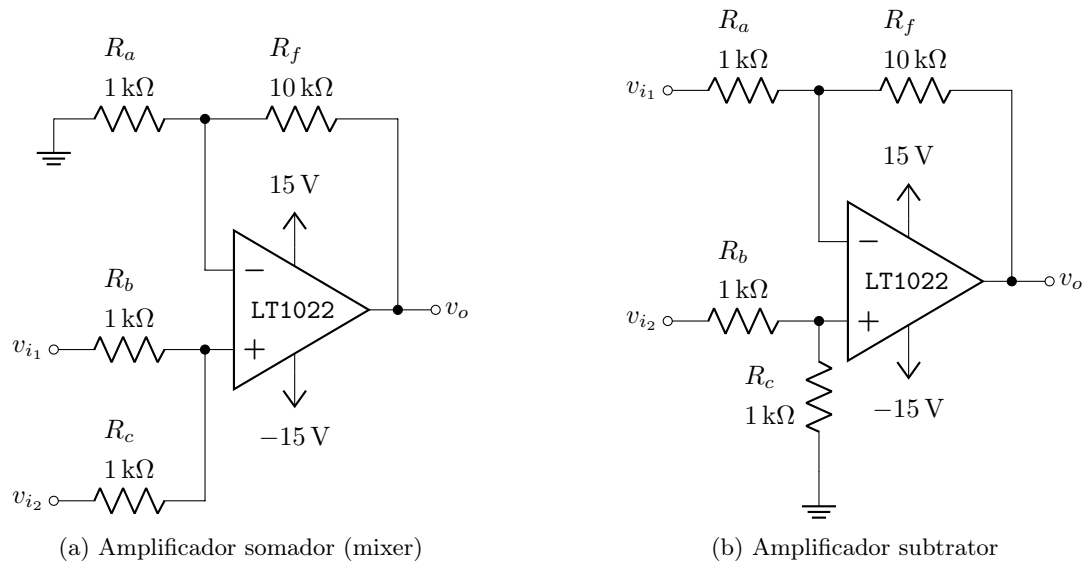 R_a
1 kΩ
R_f
10 kΩ
15 V
LT1022
−
+
v_o
−15 V
R_b
1 kΩ
v_{i_1}
R_c
1 kΩ
v_{i_2}
(a) Amplificador somador (mixer)
R_a
1 kΩ
v_{i_1}
R_f
10 kΩ
15 V
LT1022
−
+
v_o
−15 V
R_b
1 kΩ
v_{i_2}
R_c
1 kΩ
(b) Amplificador subtrator